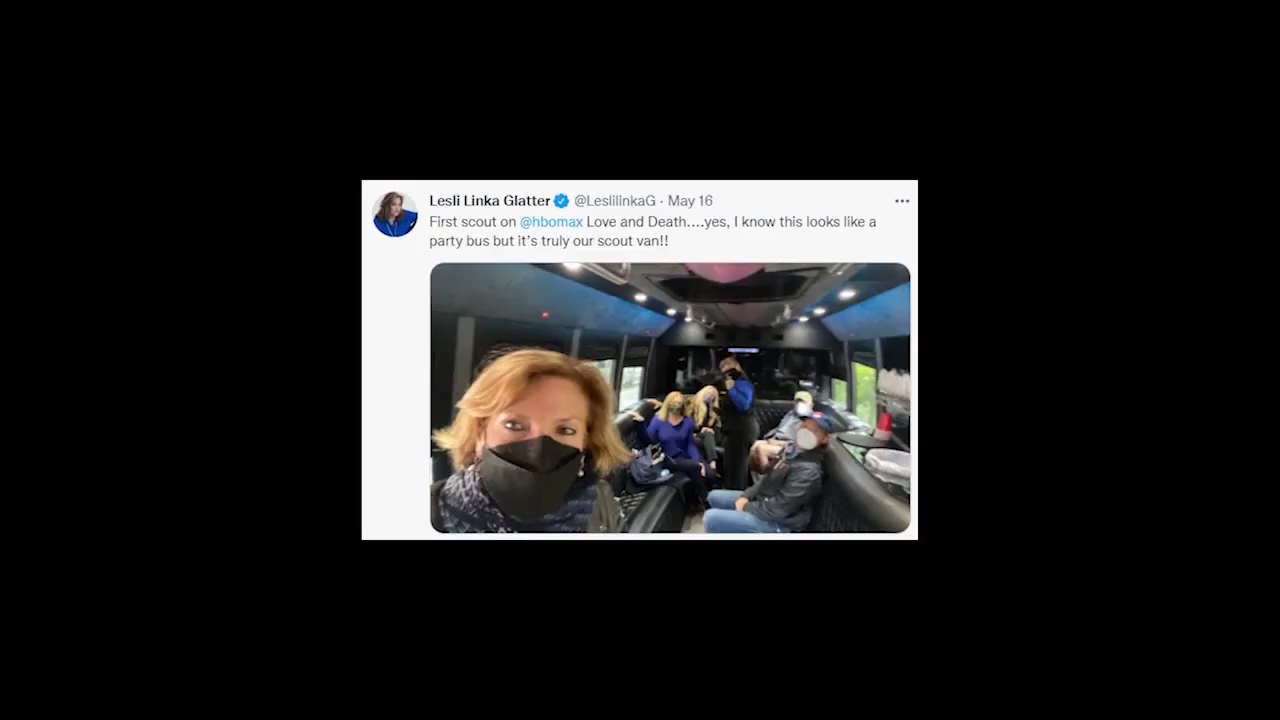 Lesli Linka Glatter @LeslilinkaG · May 16
First scout on @hbomax Love and Death....yes, I know this looks like a
party bus but it's truly our scout van!!